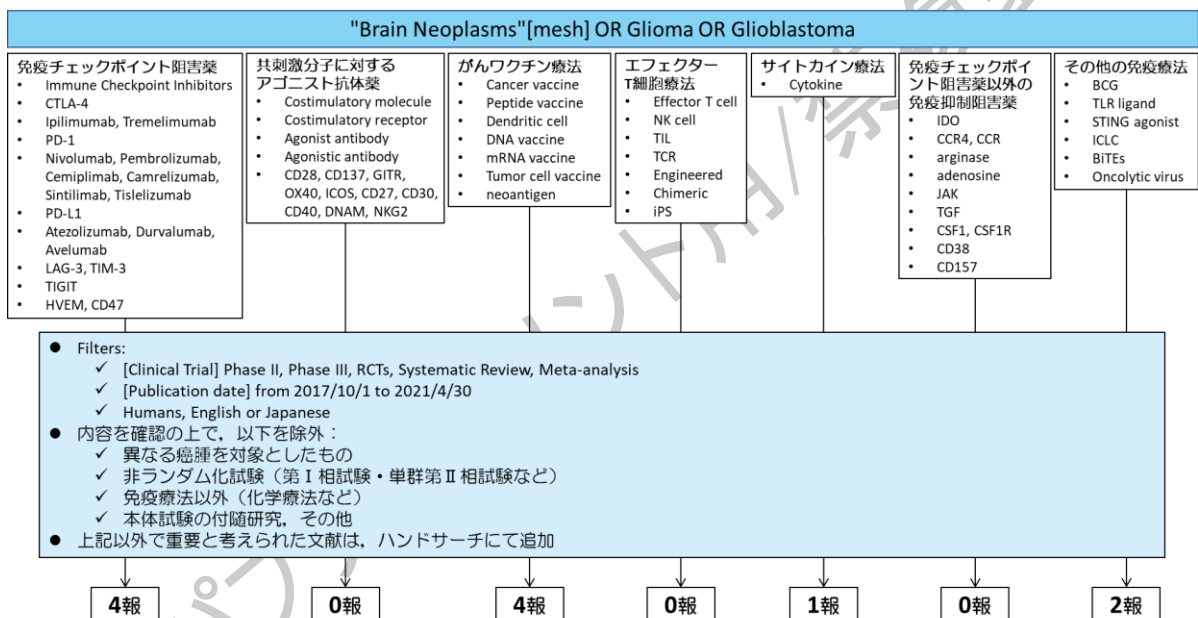 "Brain Neoplasms"[mesh] OR Glioma OR Glioblastoma
免疫チェックポイント阻害薬
• Immune Checkpoint Inhibitors
• CTLA-4
• Ipilimumab, Tremelimumab
• PD-1
• Nivolumab, Pembrolizumab,
Cemiplimab, Camrelizumab,
Sintilimab, Tislelizumab
• PD-L1
• Atezolizumab, Durvalumab,
Avelumab
• LAG-3, TIM-3
• TIGIT
• HVEM, CD47
共刺激分子に対する
アゴニスト抗体薬
• Costimulatory molecule
• Costimulatory receptor
• Agonist antibody
• Agonistic antibody
• CD28, CD137, GITR,
OX40, ICOS, CD27, CD30,
CD40, DNAM, NKG2
がんワクチン療法
• Cancer vaccine
• Peptide vaccine
• Dendritic cell
• DNA vaccine
• mRNA vaccine
• Tumor cell vaccine
• neoantigen
エフェクター
T細胞療法
• Effector T cell
• NK cell
• TIL
• TCR
• Engineered
• Chimeric
• iPS
サイトカイン療法
• Cytokine
免疫チェックポイ
ント阻害薬以外の
免疫抑制阻害薬
• IDO
• CCR4, CCR
• arginase
• adenosine
• JAK
• TGF
• CSF1, CSF1R
• CD38
• CD157
その他の免疫療法
• BCG
• TLR ligand
• STING agonist
• ICLC
• BiTEs
• Oncolytic virus
● Filters:
✓ [Clinical Trial] Phase II, Phase III, RCTs, Systematic Review, Meta-analysis
✓ [Publication date] from 2017/10/1 to 2021/4/30
✓ Humans, English or Japanese
● 内容を確認の上で，以下を除外：
✓ 異なる癌腫を対象としたもの
✓ 非ランダム化試験（第Ⅰ相試験・単群第Ⅱ相試験など）
✓ 免疫療法以外（化学療法など）
✓ 本体試験の付随研究，その他
● 上記以外で重要と考えられた文献は，ハンドサーチにて追加
4報
0報
4報
0報
1報
0報
2報